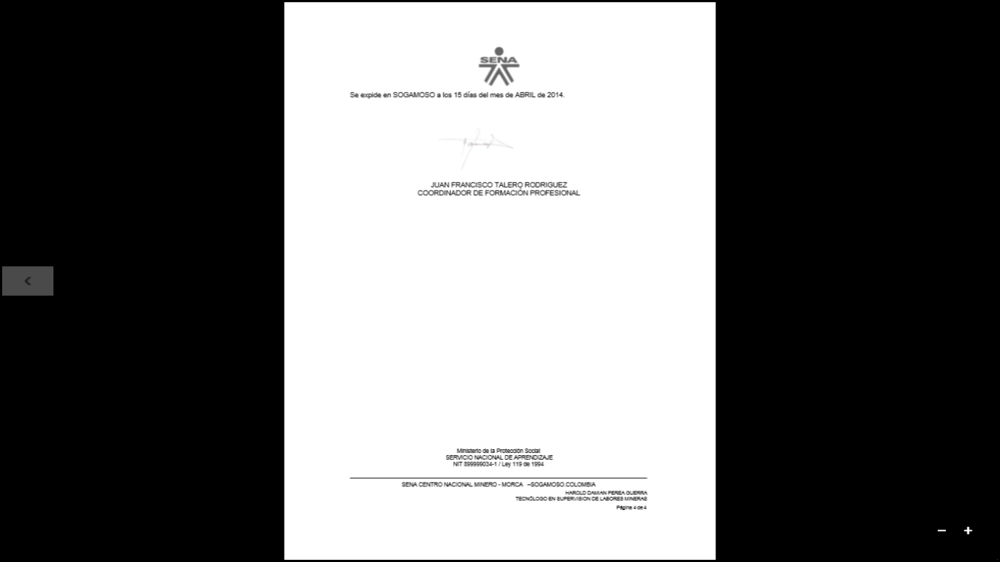 SENA
Se expide en SOGAMOSO a los 15 días del mes de ABRIL de 2014.
JUAN FRANCISCO TALERO RODRIGUEZ
COORDINADOR DE FORMACIÓN PROFESIONAL
Ministerio de la Protección Social
SERVICIO NACIONAL DE APRENDIZAJE
NIT 899999034-1 / Ley 119 de 1994
SENA CENTRO NACIONAL MINERO - MORCA –SOGAMOSO.COLOMBIA
HAROLD DAMIAN PEREA GUERRA
TECNÓLOGO EN SUPERVISION DE LABORES MINERAS
Página 4 de 4